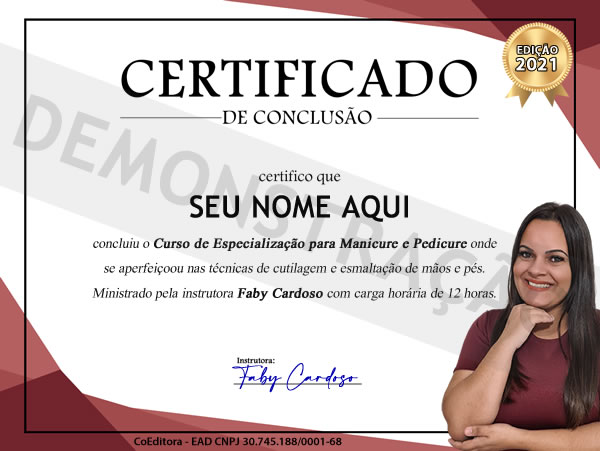 EDIÇÃO
2021
CERTIFICADO
DE CONCLUSÃO
DEMONSTRAÇÃO
certifico que
SEU NOME AQUI
concluiu o Curso de Especialização para Manicure e Pedicure onde
se aperfeiçoou nas técnicas de cutilagem e esmaltação de mãos e pés.
Ministrado pela instrutora Faby Cardoso com carga horária de 12 horas.
Instrutora:
Faby Cardoso
CoEditora - EAD CNPJ 30.745.188/0001-68